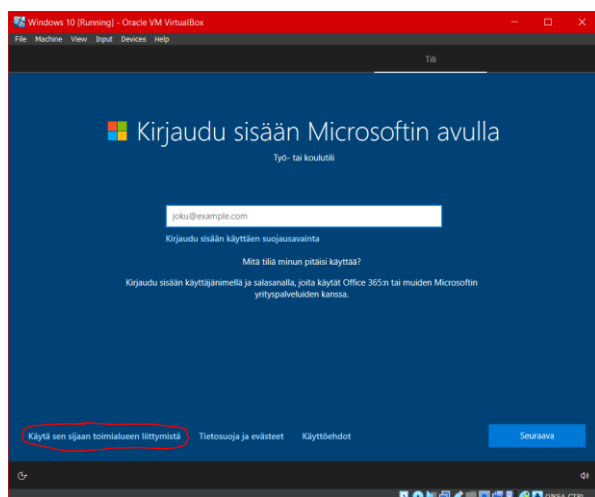 Windows 10 [Running] - Oracle VM VirtualBox
File Machine View Input Devices Help
Tili
Kirjaudu sisään Microsoftin avulla
Työ- tai koulutili
joku@example.com
Kirjaudu sisään käyttäen suojausavainta
Mitä tiliä minun pitäisi käyttää?
Kirjaudu sisään käyttäjänimellä ja salasanalla, joita käytät Office 365:n tai muiden Microsoftin
yrityspalveluiden kanssa.
Käytä sen sijaan toimialueen liittymistä Tietosuoja ja evästeet Käyttöehdot Seuraava